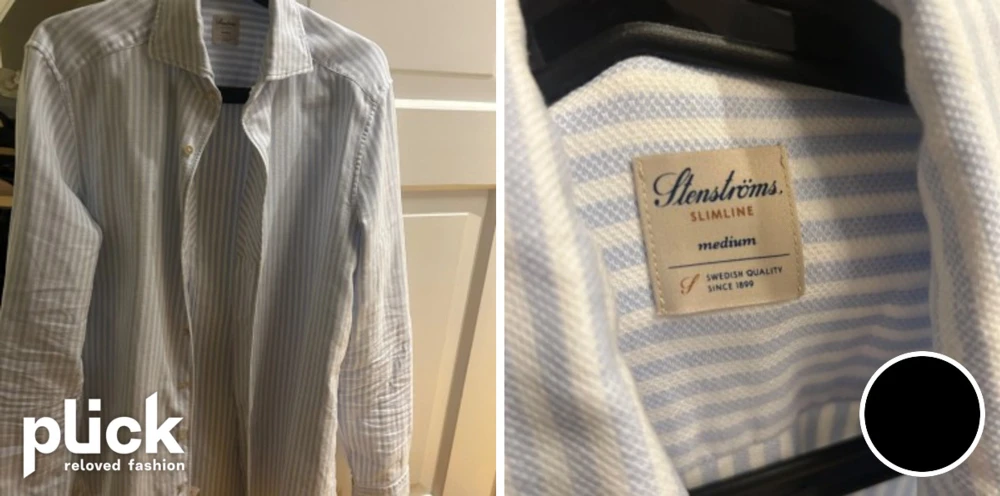 plick
reloved fashion
Stenströms.
SLIMLINE
medium
S SWEDISH QUALITY
SINCE 1899